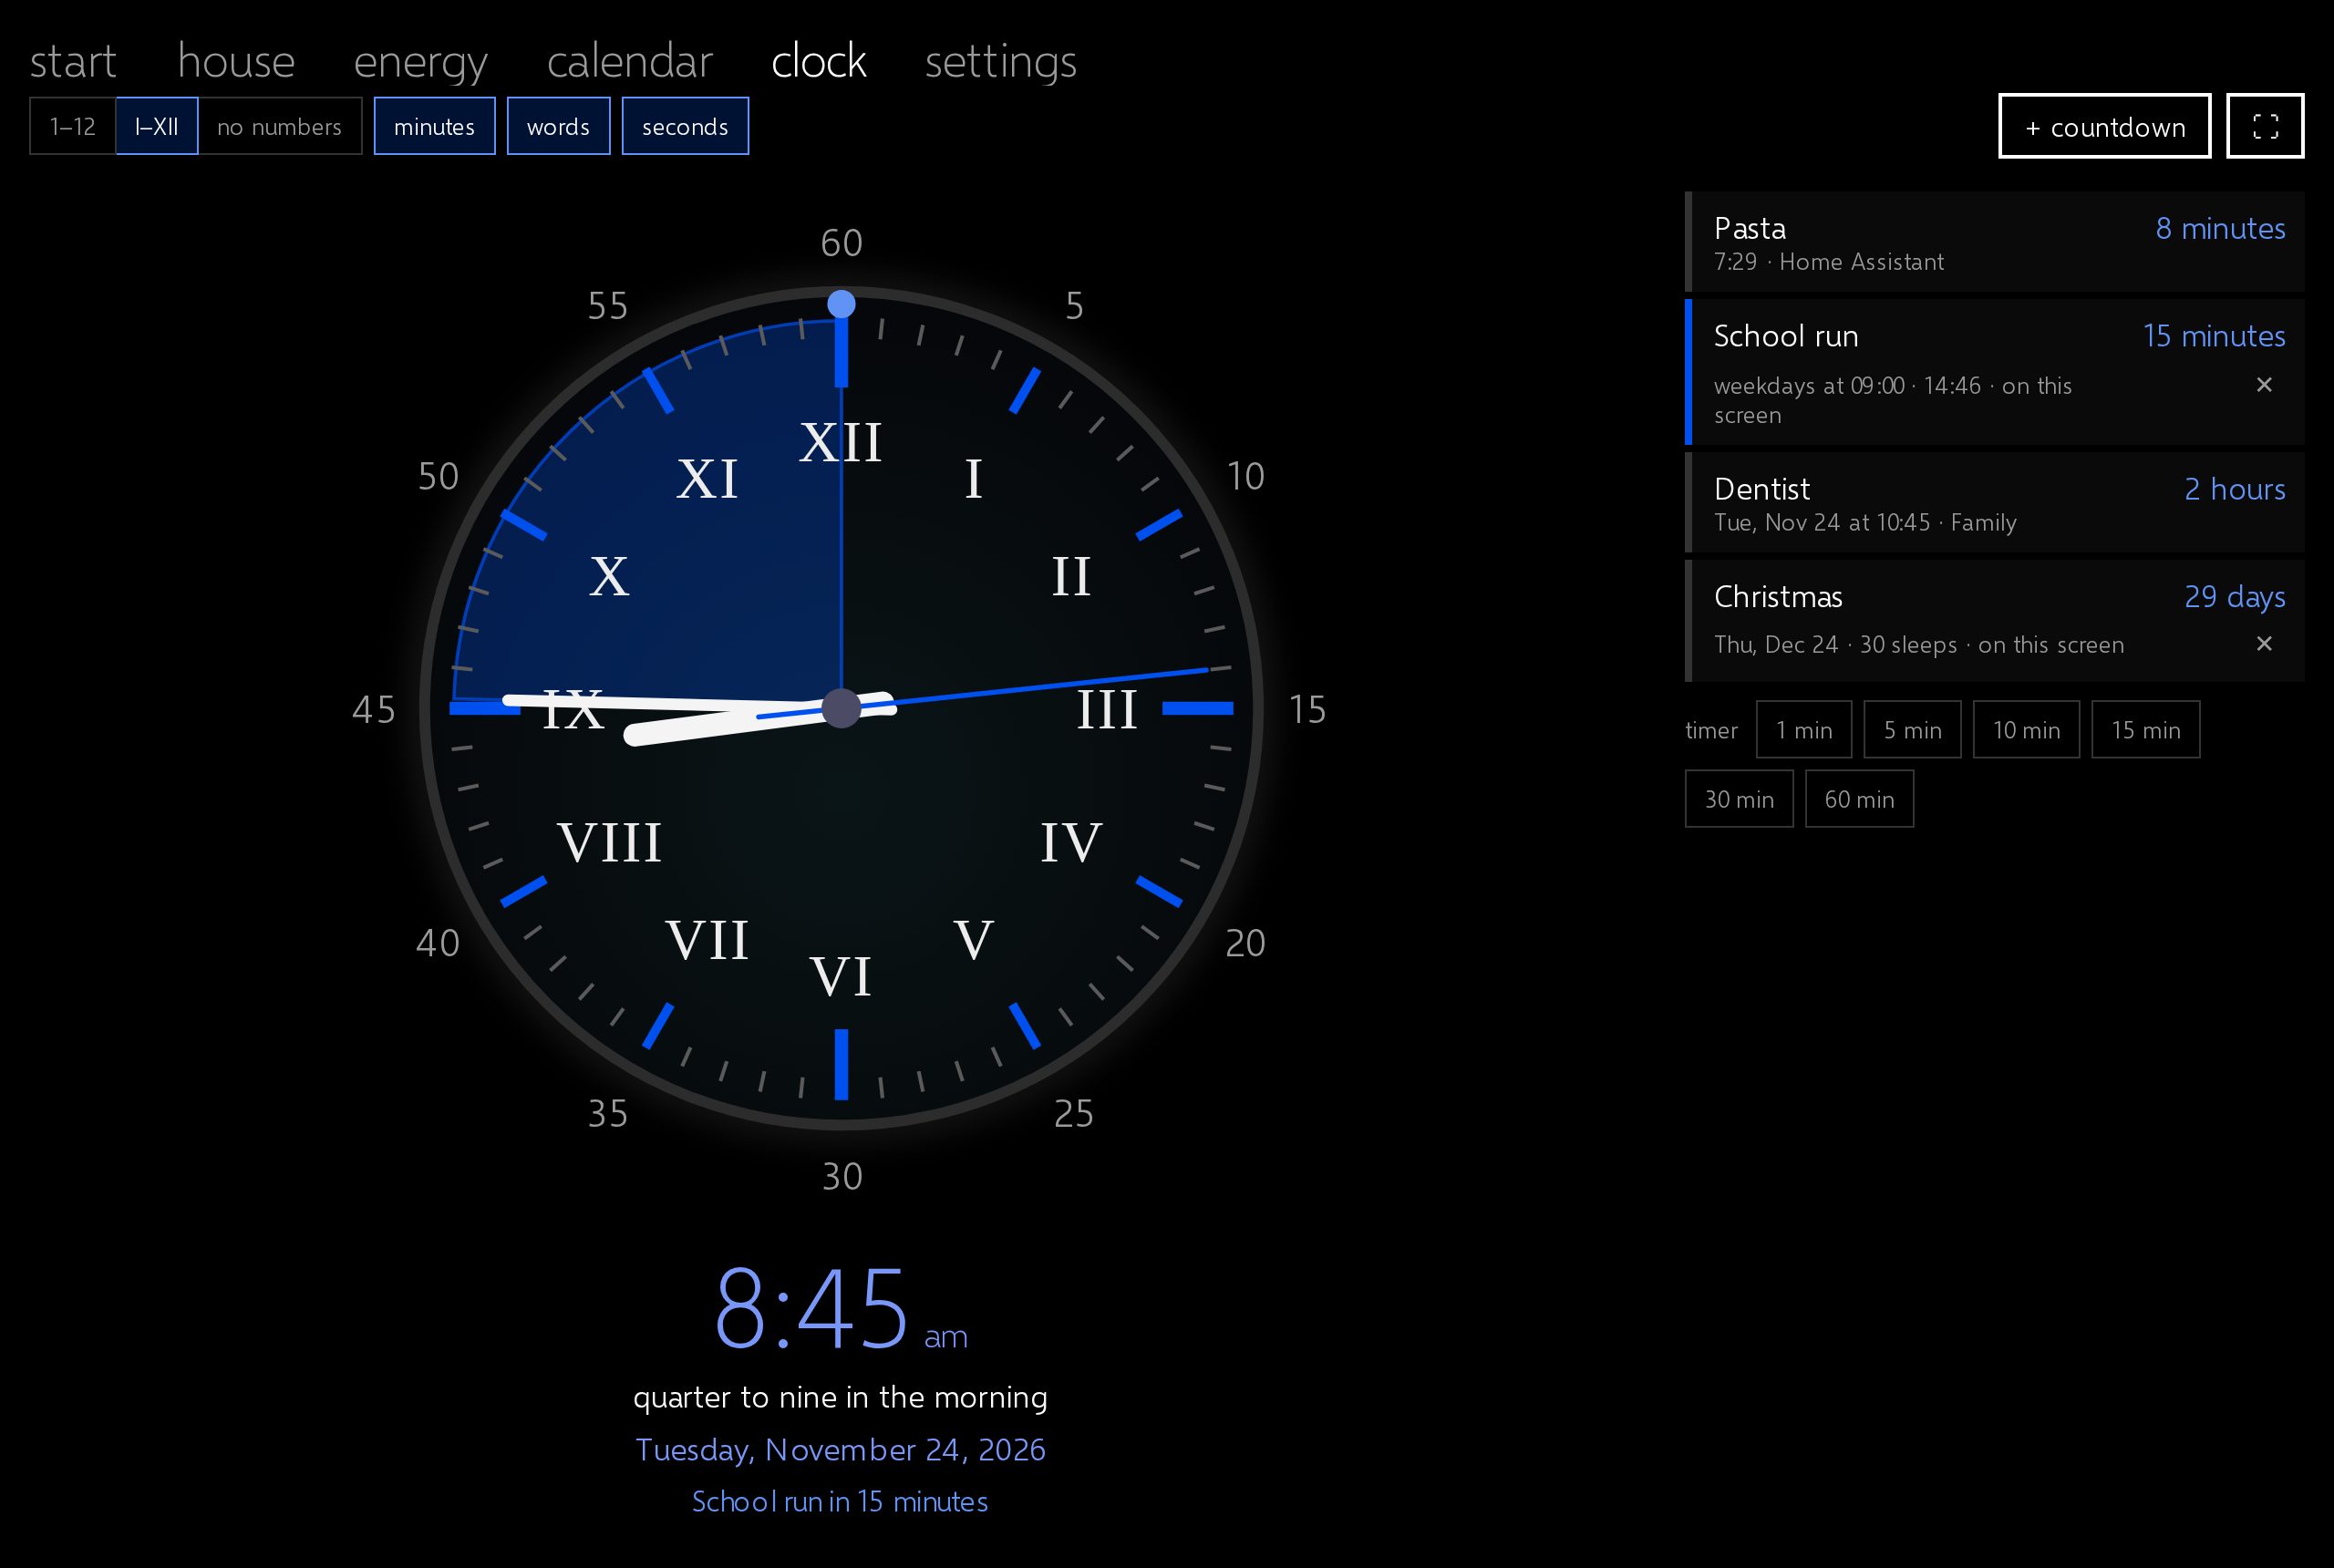 start house energy calendar clock settings
1–12 I–XII no numbers minutes words seconds
+ countdown
60
55 5
50 10
45 15
40 20
35 25
30
XII
XI I
X II
IX III
VIII IV
VII V
VI
8:45 am
quarter to nine in the morning
Tuesday, November 24, 2026
School run in 15 minutes
Pasta 8 minutes
7:29 · Home Assistant
School run 15 minutes
weekdays at 09:00 · 14:46 · on this
screen
×
Dentist 2 hours
Tue, Nov 24 at 10:45 · Family
Christmas 29 days
Thu, Dec 24 · 30 sleeps · on this screen ×
timer 1 min 5 min 10 min 15 min
30 min 60 min